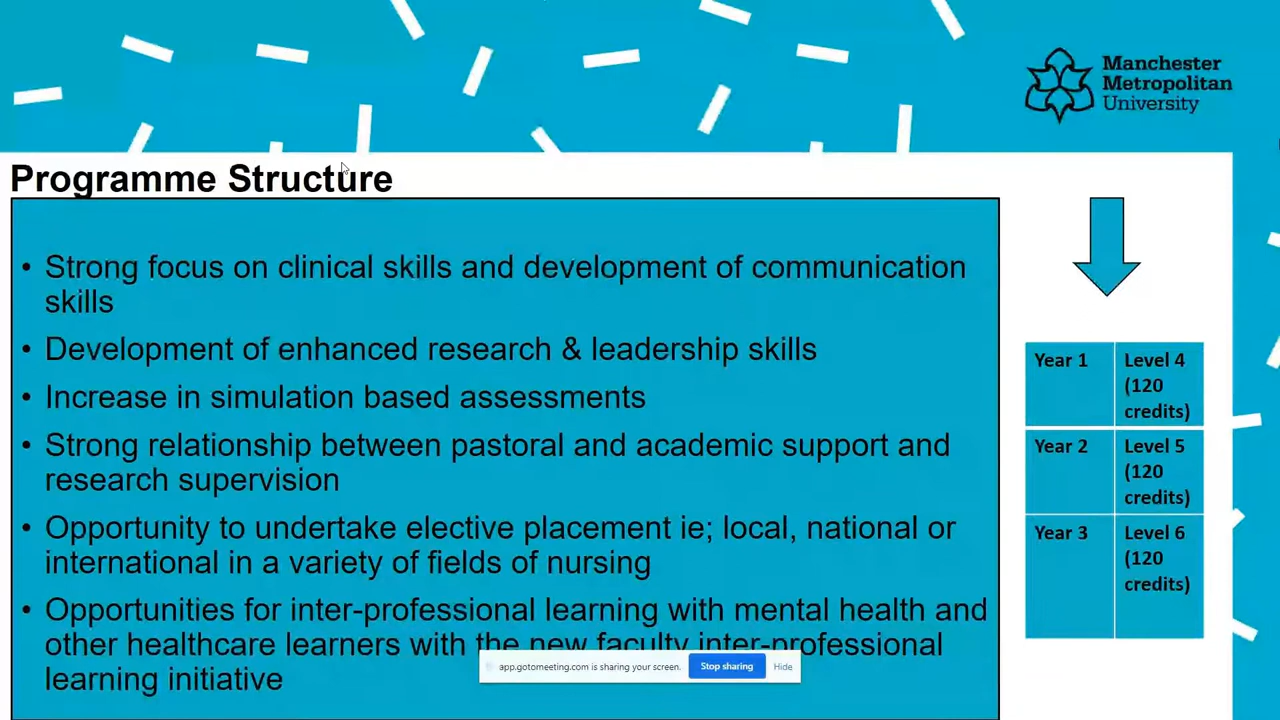 Manchester
Metropolitan
University
Programme Structure
• Strong focus on clinical skills and development of communication
skills
• Development of enhanced research & leadership skills
• Increase in simulation based assessments
• Strong relationship between pastoral and academic support and
research supervision
• Opportunity to undertake elective placement ie; local, national or
international in a variety of fields of nursing
• Opportunities for inter-professional learning with mental health and
other healthcare learners with the new faculty inter-professional
learning initiative
Year 1
Level 4
(120
credits)
Year 2
Level 5
(120
credits)
Year 3
Level 6
(120
credits)
app.gotomeeting.com is sharing your screen.
Stop sharing
Hide